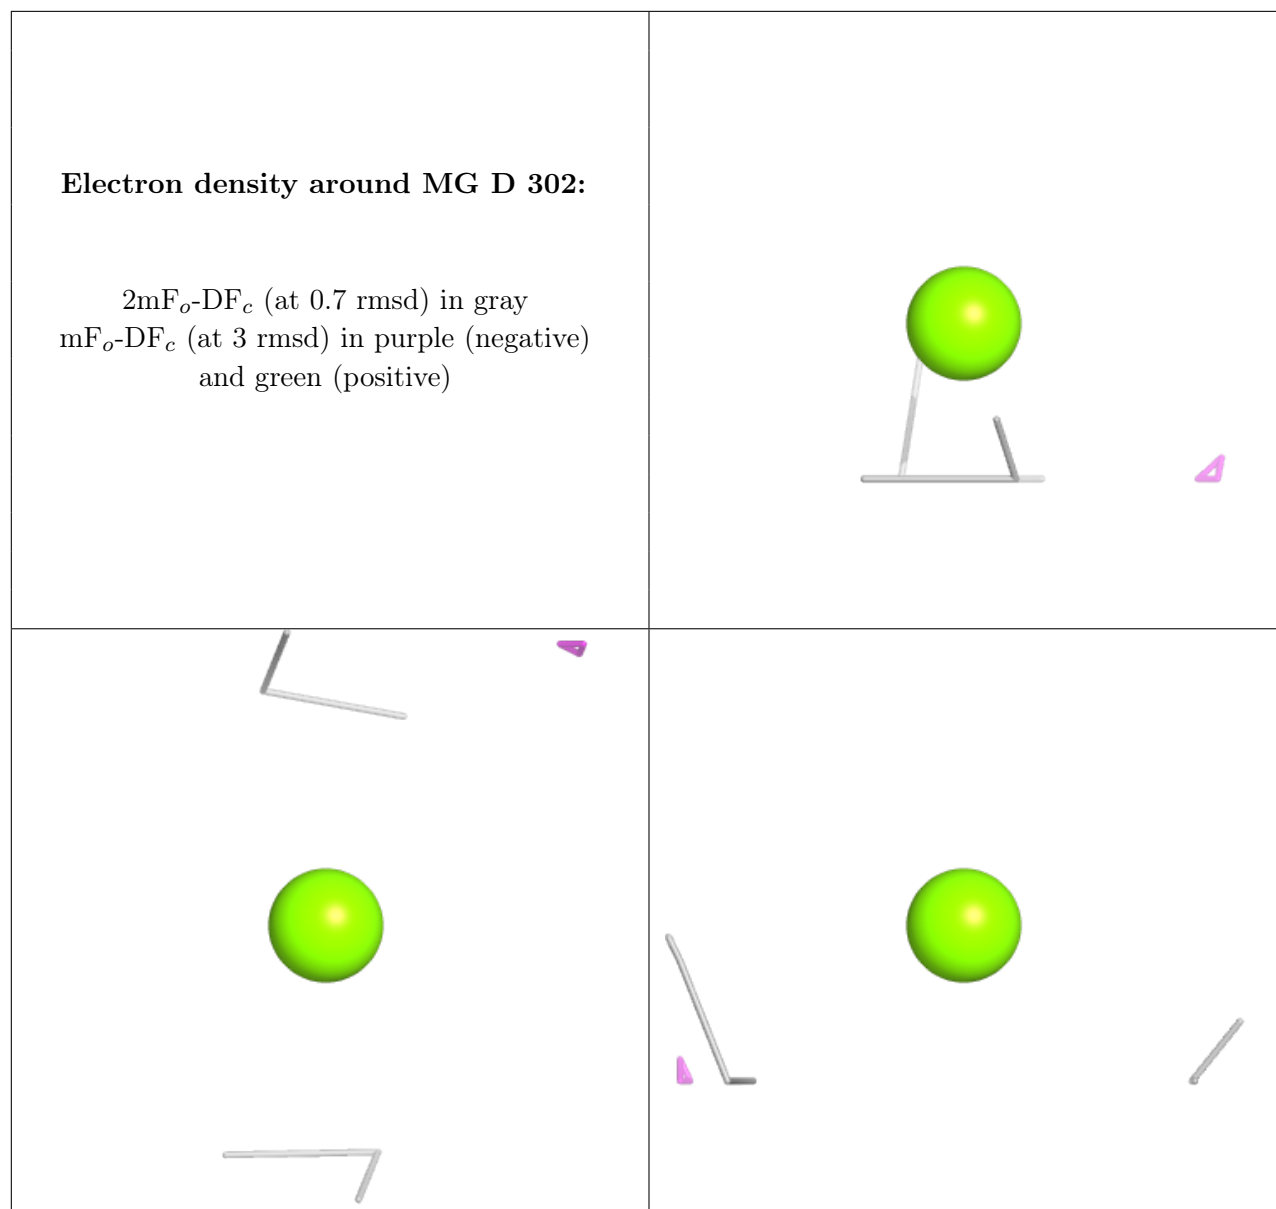 Electron density around MG D 302:
2mFo-DFc (at 0.7 rmsd) in gray
mFo-DFc (at 3 rmsd) in purple (negative)
and green (positive)